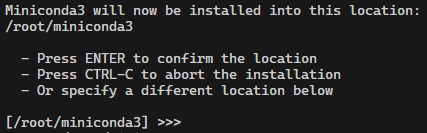 Miniconda3 will now be installed into this location:
/root/miniconda3
- Press ENTER to confirm the location
- Press CTRL-C to abort the installation
- Or specify a different location below
[/root/miniconda3] >>>